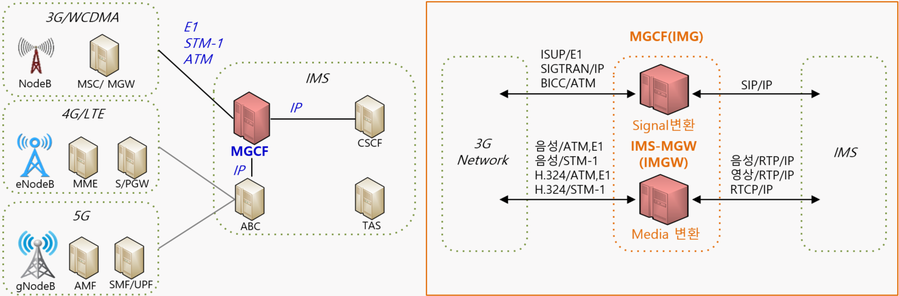 3G/WCDMA
NodeB
MSC/ MGW
4G/LTE
eNodeB
MME
S/PGW
5G
gNodeB
AMF
SMF/UPF
E1
STM-1
ATM
IMS
IP
MGCF
CSCF
IP
ABC
TAS
MGCF(IMG)
ISUP/E1
SIGTRAN/IP
BICC/ATM
SIP/IP
Signal변환
3G
Network
IMS-MGW
(IMGW)
IMS
음성/ATM,E1
음성/STM-1
H.324/ATM,E1
H.324/STM-1
음성/RTP/IP
영상/RTP/IP
RTCP/IP
Media 변환